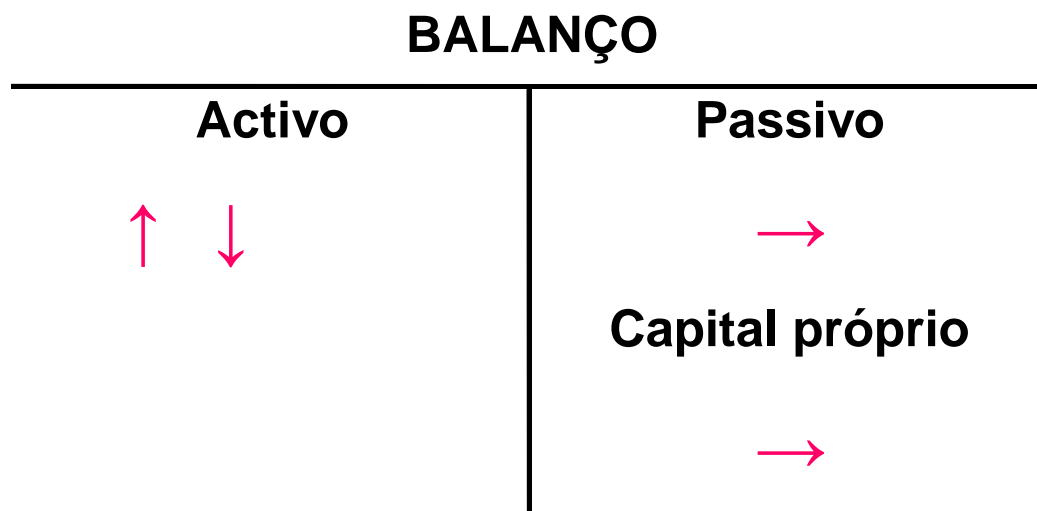 BALANÇO
Activo
Passivo
↑ ↓
→
Capital próprio
→